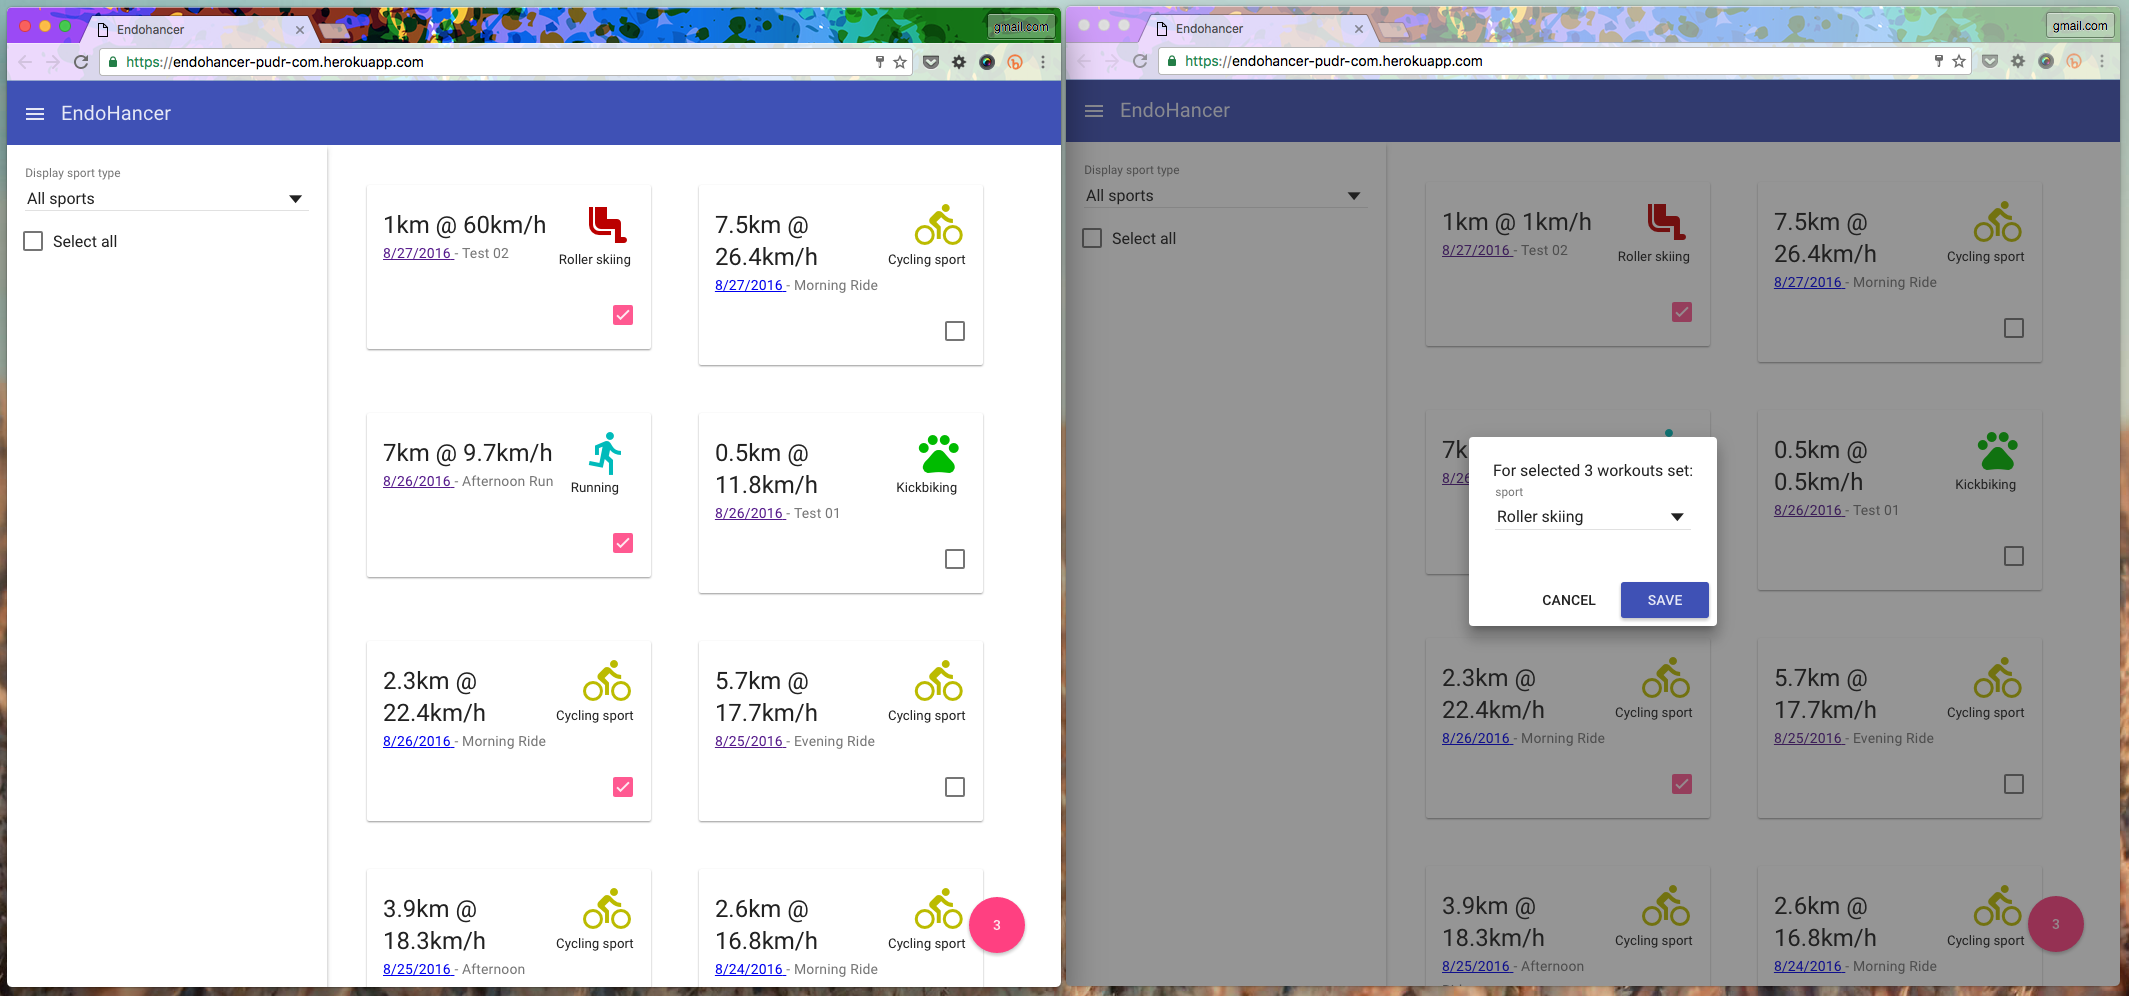 Endohancer
gmail.com
https://endohancer-pudr-com.herokuapp.com
EndoHancer
Display sport type
All sports
Select all
1km @ 60km/h
8/27/2016 - Test 02
Roller skiing
7.5km @
26.4km/h
8/27/2016 - Morning Ride
Cycling sport
7km @ 9.7km/h
8/26/2016 - Afternoon Run
Running
0.5km @
11.8km/h
8/26/2016 - Test 01
Kickbiking
2.3km @
22.4km/h
8/26/2016 - Morning Ride
Cycling sport
5.7km @
17.7km/h
8/25/2016 - Evening Ride
Cycling sport
3.9km @
18.3km/h
8/25/2016 - Afternoon
Cycling sport
2.6km @
16.8km/h
8/24/2016 - Morning Ride
Cycling sport
3
Endohancer
gmail.com
https://endohancer-pudr-com.herokuapp.com
EndoHancer
Display sport type
All sports
Select all
1km @ 1km/h
8/27/2016 - Test 02
Roller skiing
7.5km @
26.4km/h
8/27/2016 - Morning Ride
Cycling sport
7k
8/26
For selected 3 workouts set:
sport
Roller skiing
CANCEL
SAVE
0.5km @
0.5km/h
8/26/2016 - Test 01
Kickbiking
2.3km @
22.4km/h
8/26/2016 - Morning Ride
Cycling sport
5.7km @
17.7km/h
8/25/2016 - Evening Ride
Cycling sport
3.9km @
18.3km/h
8/25/2016 - Afternoon
Cycling sport
2.6km @
16.8km/h
8/24/2016 - Morning Ride
Cycling sport
3